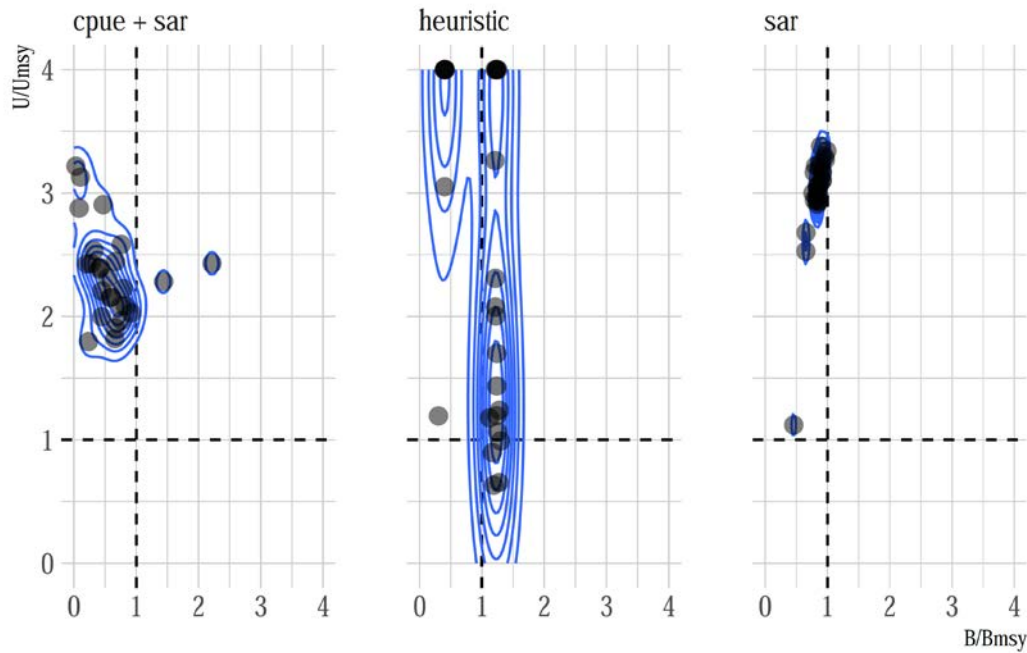 cpue + sar
heuristic
sar
U/Umsy
4
3
2
1
0
0 1 2 3 4
0 1 2 3 4
0 1 2 3 4
B/Bmsy